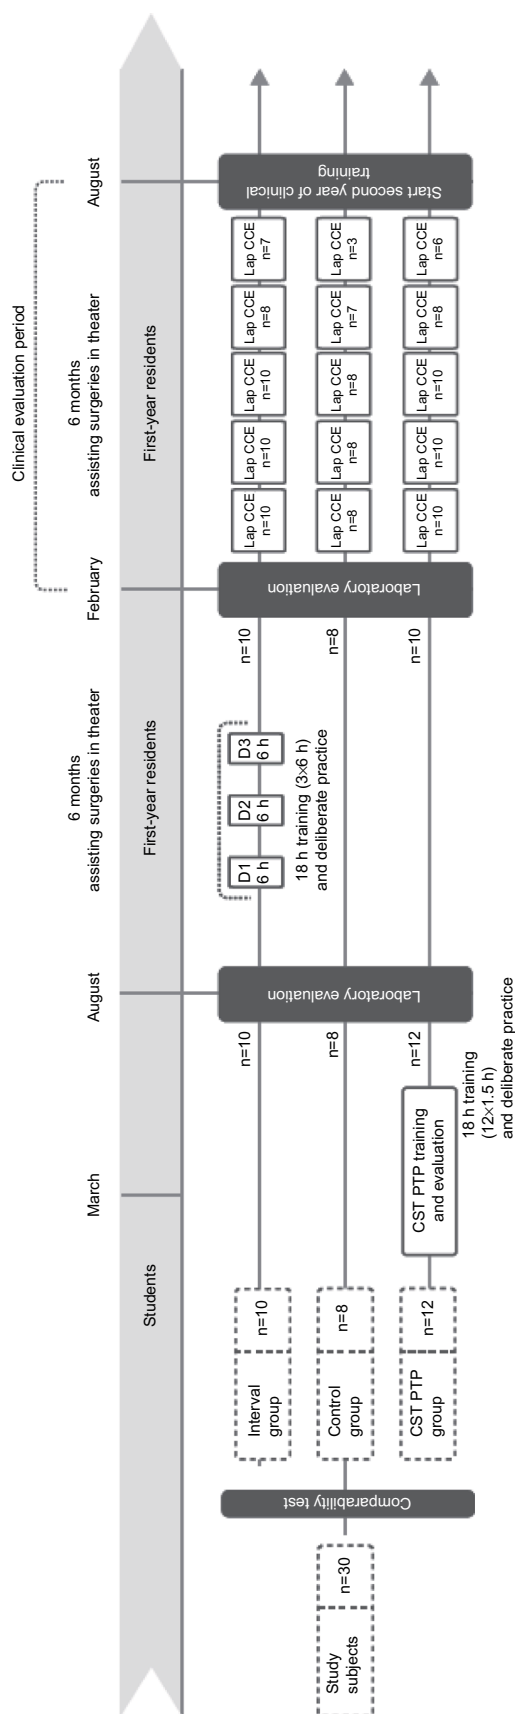 Clinical evaluation period
6 months
assisting surgeries in theater
6 months
assisting surgeries in theater
March
August
February
August
Students
First-year residents
First-year residents
Study
subjects
n=30
Comparability test
Interval
group
n=10
n=10
Laboratory evaluation
D1
6 h
D2
6 h
D3
6 h
18 h training (3×6 h)
and deliberate practice
n=10
Laboratory evaluation
Lap CCE
n=10
Lap CCE
n=10
Lap CCE
n=10
Lap CCE
n=8
Lap CCE
n=7
Start second year of clinical
training
Control
group
n=8
n=8
n=8
Lap CCE
n=8
Lap CCE
n=8
Lap CCE
n=8
Lap CCE
n=7
Lap CCE
n=3
CST PTP
group
n=12
CST PTP training
and evaluation
18 h training
(12×1.5 h)
and deliberate practice
n=12
n=10
Lap CCE
n=10
Lap CCE
n=10
Lap CCE
n=10
Lap CCE
n=8
Lap CCE
n=6